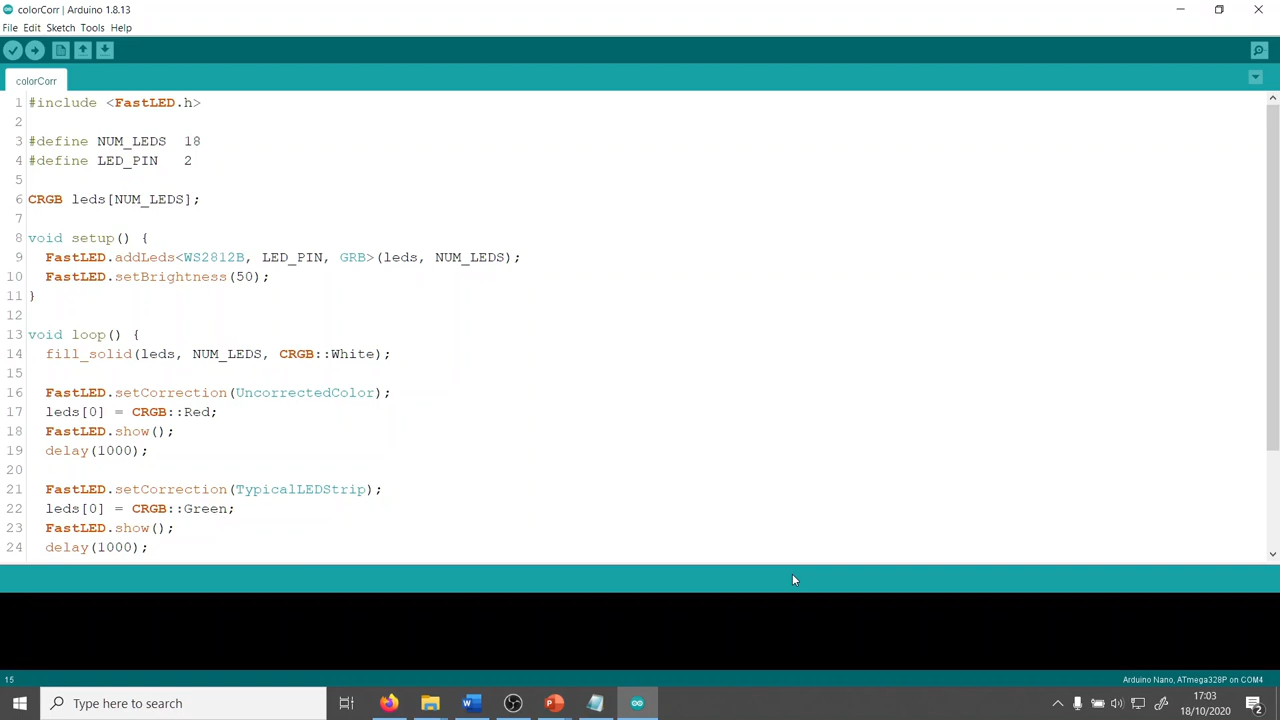 colorCorr | Arduino 1.8.13
File Edit Sketch Tools Help
colorCorr
1 #include <FastLED.h>
2
3 #define NUM_LEDS  18
4 #define LED_PIN   2
5
6 CRGB leds[NUM_LEDS];
7
8 void setup() {
9   FastLED.addLeds<WS2812B, LED_PIN, GRB>(leds, NUM_LEDS);
10   FastLED.setBrightness(50);
11 }
12
13 void loop() {
14   fill_solid(leds, NUM_LEDS, CRGB::White);
15
16   FastLED.setCorrection(UncorrectedColor);
17   leds[0] = CRGB::Red;
18   FastLED.show();
19   delay(1000);
20
21   FastLED.setCorrection(TypicalLEDStrip);
22   leds[0] = CRGB::Green;
23   FastLED.show();
24   delay(1000);
15
Arduino Nano, ATmega328P on COM4
Type here to search
17:03
18/10/2020
2